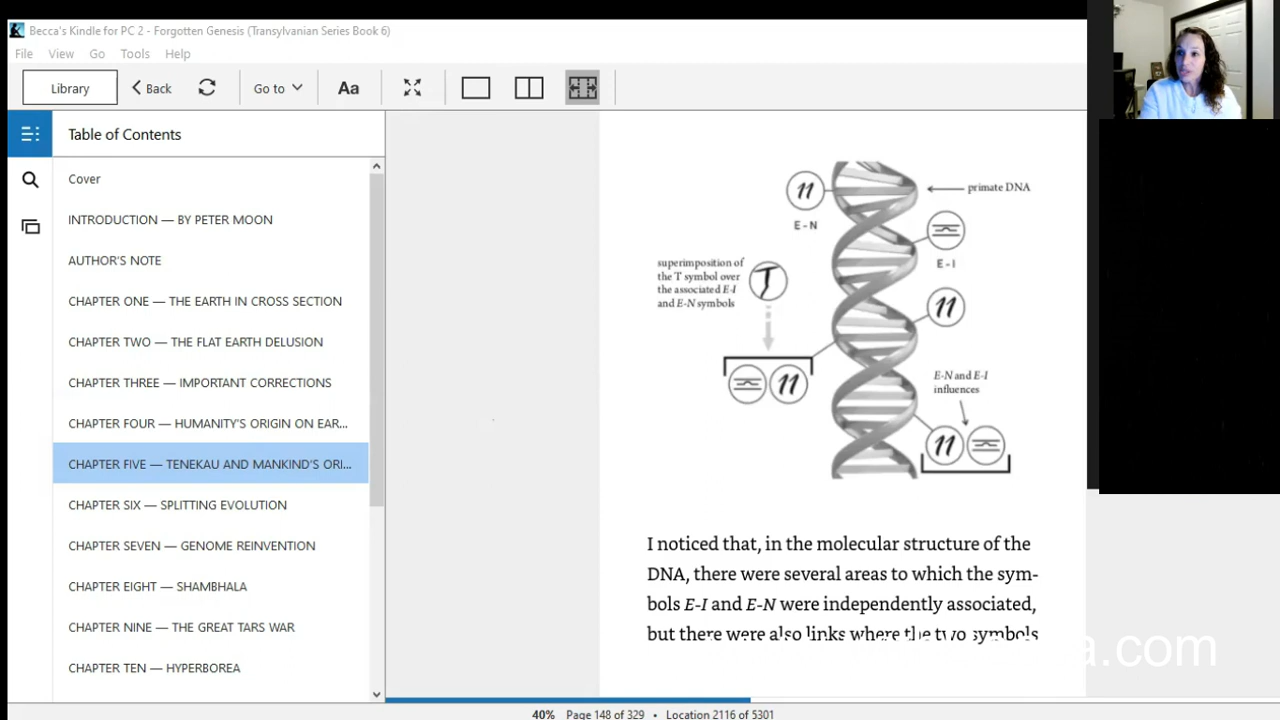 Becca's Kindle for PC 2 - Forgotten Genesis (Transylvanian Series Book 6)
File View Go Tools Help
Library Back Go to Aa
Table of Contents
Cover
INTRODUCTION — BY PETER MOON
AUTHOR'S NOTE
CHAPTER ONE — THE EARTH IN CROSS SECTION
CHAPTER TWO — THE FLAT EARTH DELUSION
CHAPTER THREE — IMPORTANT CORRECTIONS
CHAPTER FOUR — HUMANITY'S ORIGIN ON EAR...
CHAPTER FIVE — TENEKAU AND MANKIND'S ORI...
CHAPTER SIX — SPLITTING EVOLUTION
CHAPTER SEVEN — GENOME REINVENTION
CHAPTER EIGHT — SHAMBHALA
CHAPTER NINE — THE GREAT TARS WAR
CHAPTER TEN — HYPERBOREA
primate DNA
E-N
E-I
superimposition of
the T symbol over
the associated E-I
and E-N symbols
E-N and E-I
influences
I noticed that, in the molecular structure of the
DNA, there were several areas to which the sym-
bols E-I and E-N were independently associated,
but there were also links where the two symbols
a.com
40% Page 148 of 329 • Location 2116 of 5301